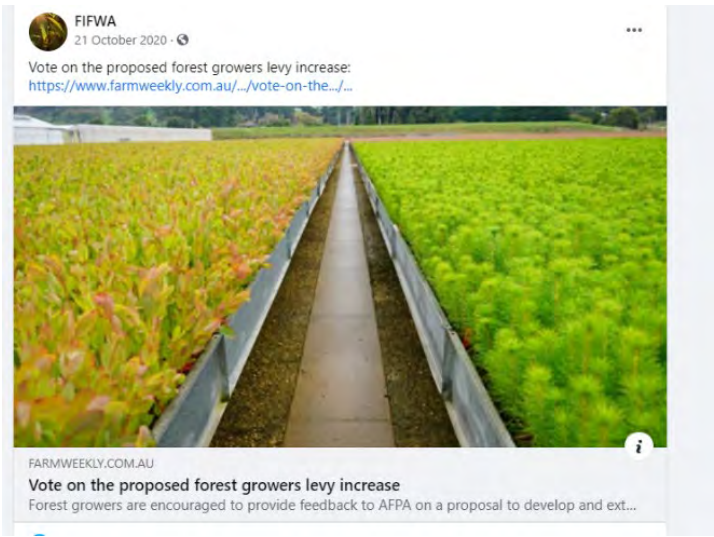 FIFWA
21 October 2020 ·
Vote on the proposed forest growers levy increase:
https://www.farmweekly.com.au/.../vote-on-the.../...
i
FARMWEEKLY.COM.AU
Vote on the proposed forest growers levy increase
Forest growers are encouraged to provide feedback to AFPA on a proposal to develop and ext...